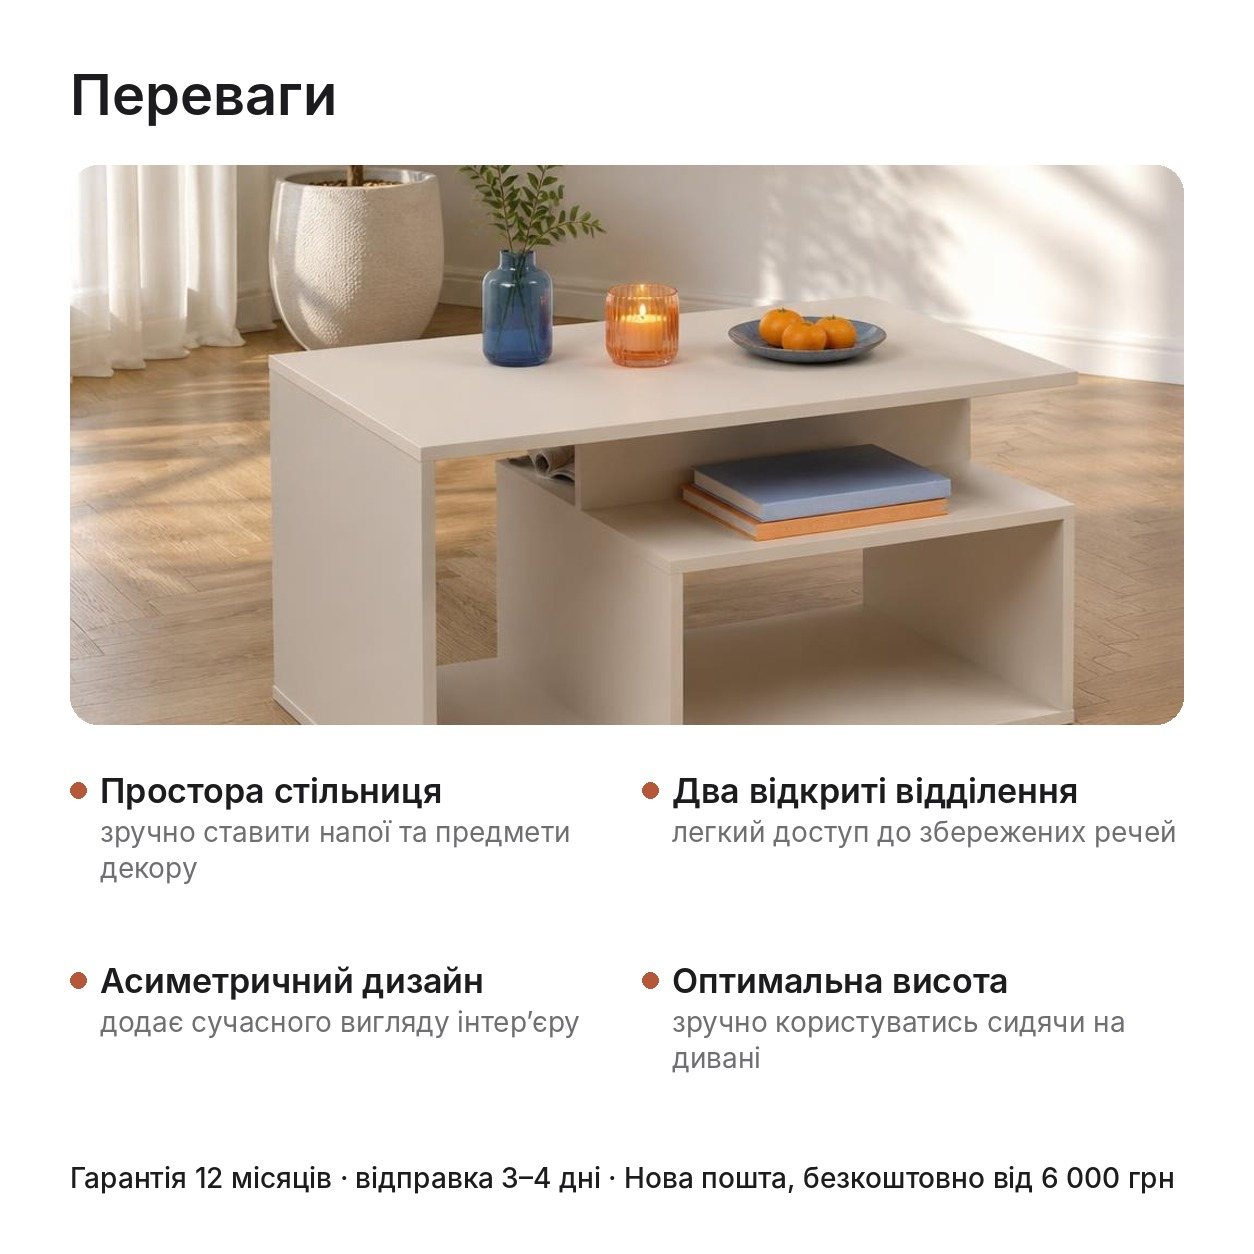 Переваги
Простора стільниця
зручно ставити напої та предмети
декору
Два відкриті відділення
легкий доступ до збережених речей
Асиметричний дизайн
додає сучасного вигляду інтер’єру
Оптимальна висота
зручно користуватись сидячи на
дивані
Гарантія 12 місяців · відправка 3–4 дні · Нова пошта, безкоштовно від 6 000 грн